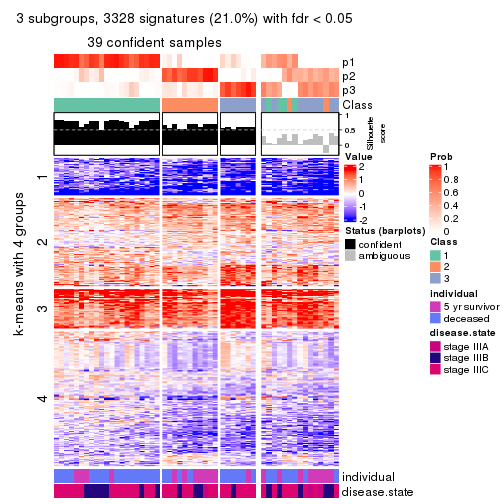 3 subgroups, 3328 signatures (21.0%) with fdr < 0.05
39 confident samples
p1
p2
p3
Class
1
0.5
0
Silhouette
score
k-means with 4 groups
1
2
3
4
individual
disease.state
Value
2
1
0
-1
-2
Status (barplots)
confident
ambiguous
Prob
1
0.8
0.6
0.4
0.2
0
Class
1
2
3
individual
5 yr survivor
deceased
disease.state
stage IIIA
stage IIIB
stage IIIC